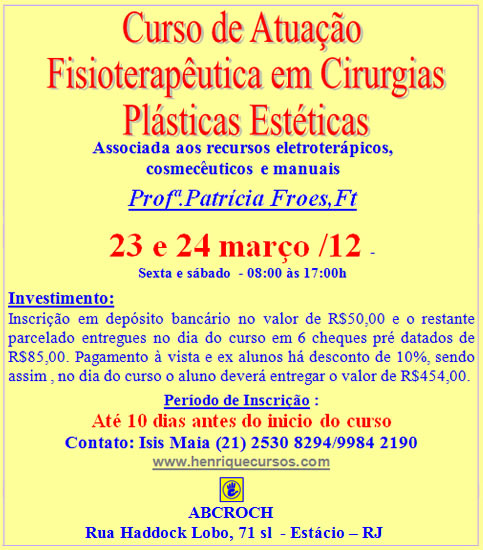 Curso de Atuação
Fisioterapêutica em Cirurgias
Plásticas Estéticas
Associada aos recursos eletroterápicos,
cosmecêuticos e manuais
Profª.Patrícia Froes,Ft
23 e 24 março /12 -
Sexta e sábado - 08:00 às 17:00h
Investimento:
Inscrição em depósito bancário no valor de R$50,00 e o restante
parcelado entregues no dia do curso em 6 cheques pré datados de
R$85,00. Pagamento à vista e ex alunos há desconto de 10%, sendo
assim , no dia do curso o aluno deverá entregar o valor de R$454,00.
Período de Inscrição :
Até 10 dias antes do inicio do curso
Contato: Isis Maia (21) 2530 8294/9984 2190
www.henriquecursos.com
ABCROCH
Rua Haddock Lobo, 71 sl - Estácio – RJ